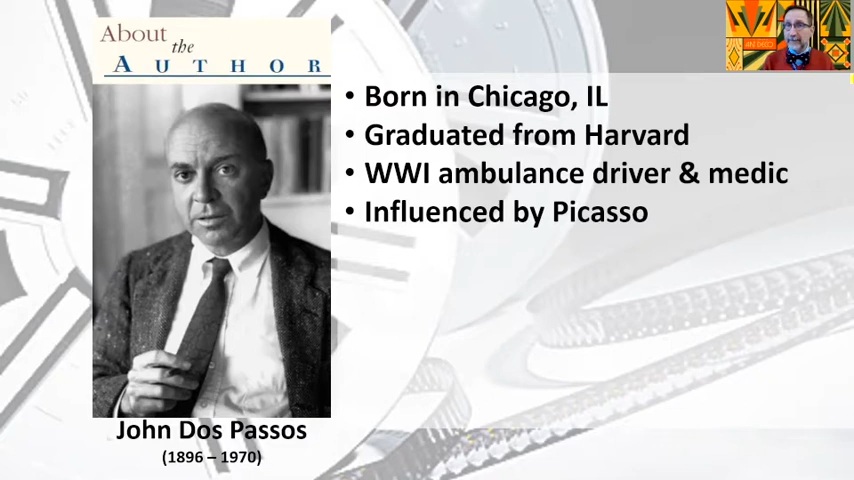 About
the
AUTHOR
• Born in Chicago, IL
• Graduated from Harvard
• WWI ambulance driver & medic
• Influenced by Picasso
John Dos Passos
(1896 – 1970)